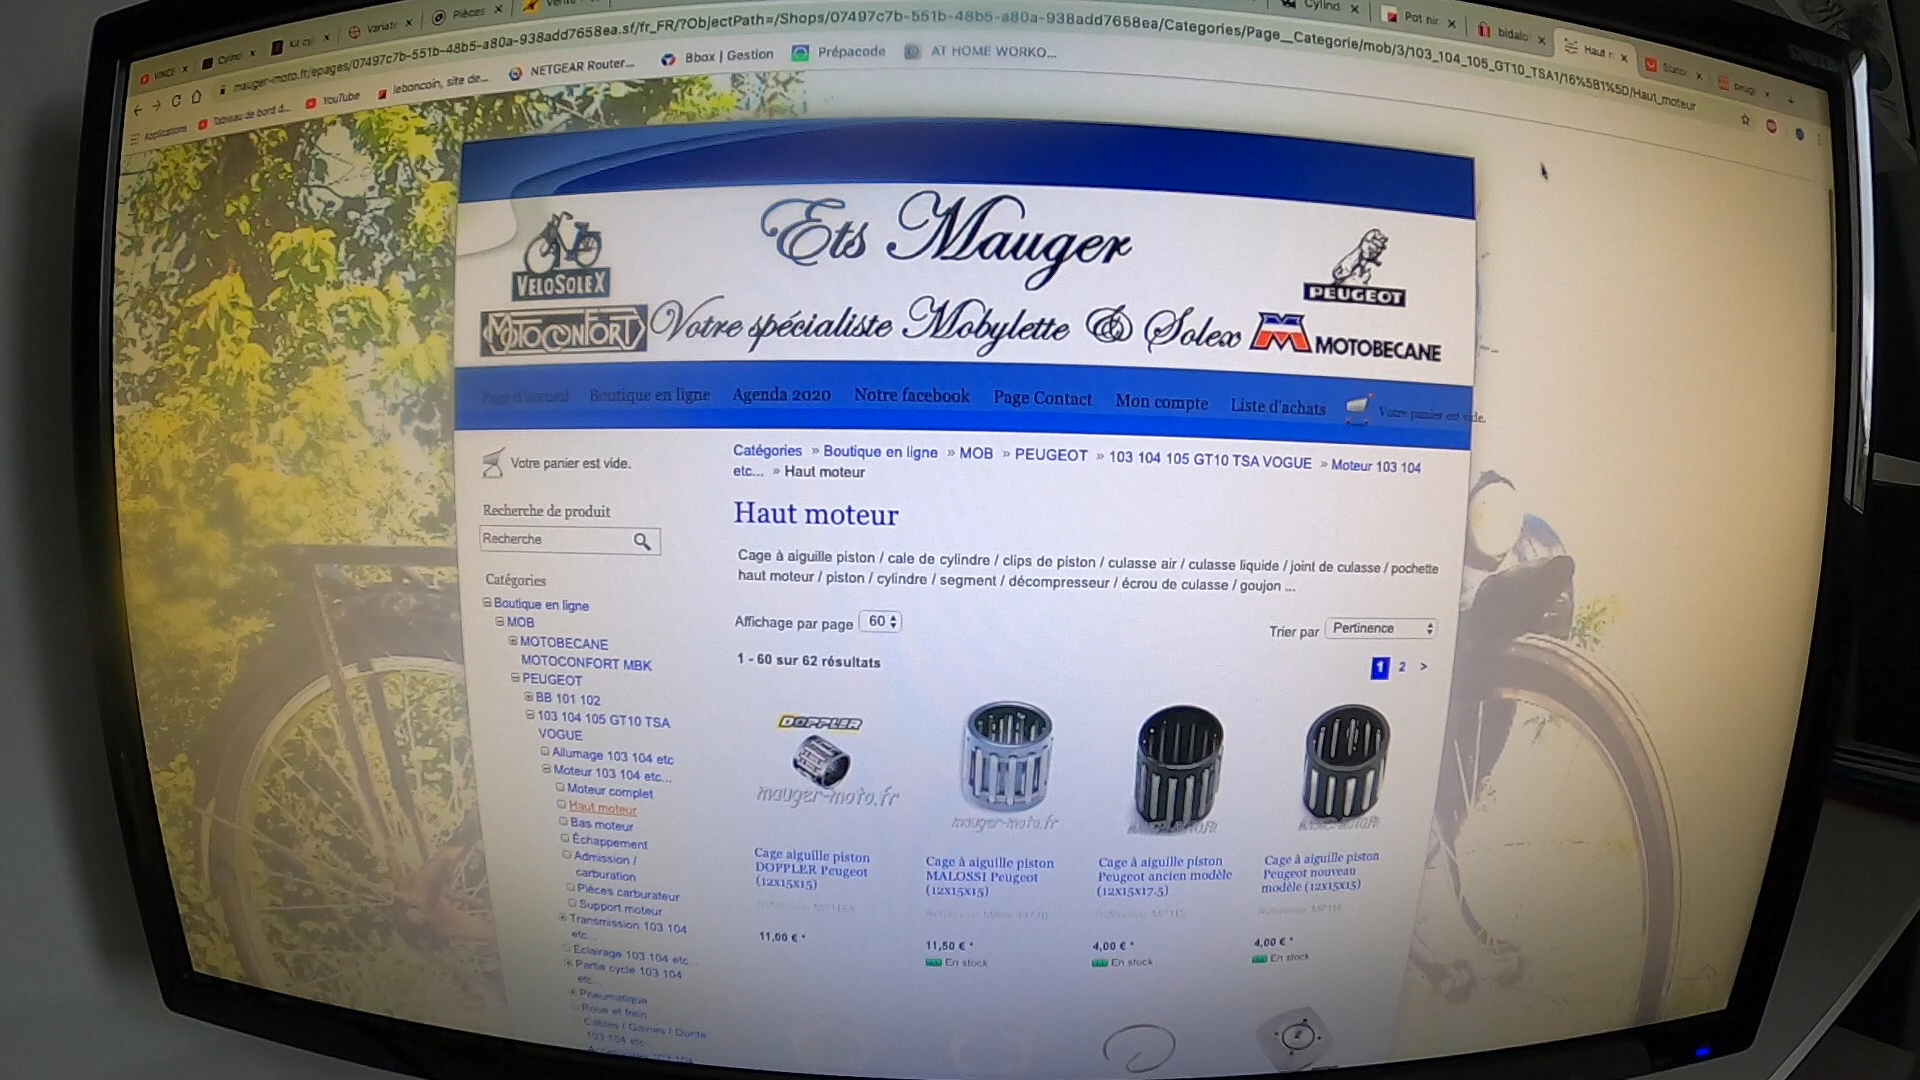 VINCE
Cylind
Pot nir
bidalo
Haut n
Stator
mauger-moto.fr/epages/07497c7b-551b-48b5-a80a-938add7658ea.sf/fr_FR/?ObjectPath=/Shops/07497c7b-551b-48b5-a80a-938add7658ea/Categories/Page__Categorie/mob/3/103_104_105_GT10_TSA1/16%5B1%5D/Haut_moteur
Applications
Tableau de bord d...
YouTube
leboncoin, site de...
NETGEAR Router...
Bbox | Gestion
Prépacode
AT HOME WORKO...
Ets Mauger
VELOSOLEX
PEUGEOT
MOTOCONFORT
Votre spécialiste Mobylette & Solex
MOTOBECANE
Page d'accueil
Boutique en ligne
Agenda 2020
Notre facebook
Page Contact
Mon compte
Liste d'achats
Votre panier est vide.
Votre panier est vide.
Catégories » Boutique en ligne » MOB » PEUGEOT » 103 104 105 GT10 TSA VOGUE » Moteur 103 104
etc... » Haut moteur
Recherche de produit
Recherche
Haut moteur
Cage à aiguille piston / cale de cylindre / clips de piston / culasse air / culasse liquide / joint de culasse / pochette
haut moteur / piston / cylindre / segment / décompresseur / écrou de culasse / goujon ...
Affichage par page 60
Trier par Pertinence
1 - 60 sur 62 résultats
1 2 >
Catégories
Boutique en ligne
MOB
MOTOBECANE
MOTOCONFORT MBK
PEUGEOT
BB 101 102
103 104 105 GT10 TSA
VOGUE
Allumage 103 104 etc
Moteur 103 104 etc...
Moteur complet
Haut moteur
Bas moteur
Échappement
Admission /
carburation
Pièces carburateur
Support moteur
Transmission 103 104
etc...
Eclairage 103 104 etc...
Partie cycle 103 104
etc...
Pneumatique
Roue et frein
Cables / Gaines / Durite
103 104 etc
DOPPLER
mauger-moto.fr
mauger-moto.fr
Cage aiguille piston
DOPPLER Peugeot
(12x15x15)
11,00 € *
Cage à aiguille piston
MALOSSI Peugeot
(12x15x15)
11,50 € *
En stock
Cage à aiguille piston
Peugeot ancien modèle
(12x15x17.5)
4,00 € *
En stock
Cage à aiguille piston
Peugeot nouveau
modèle (12x15x15)
4,00 € *
En stock